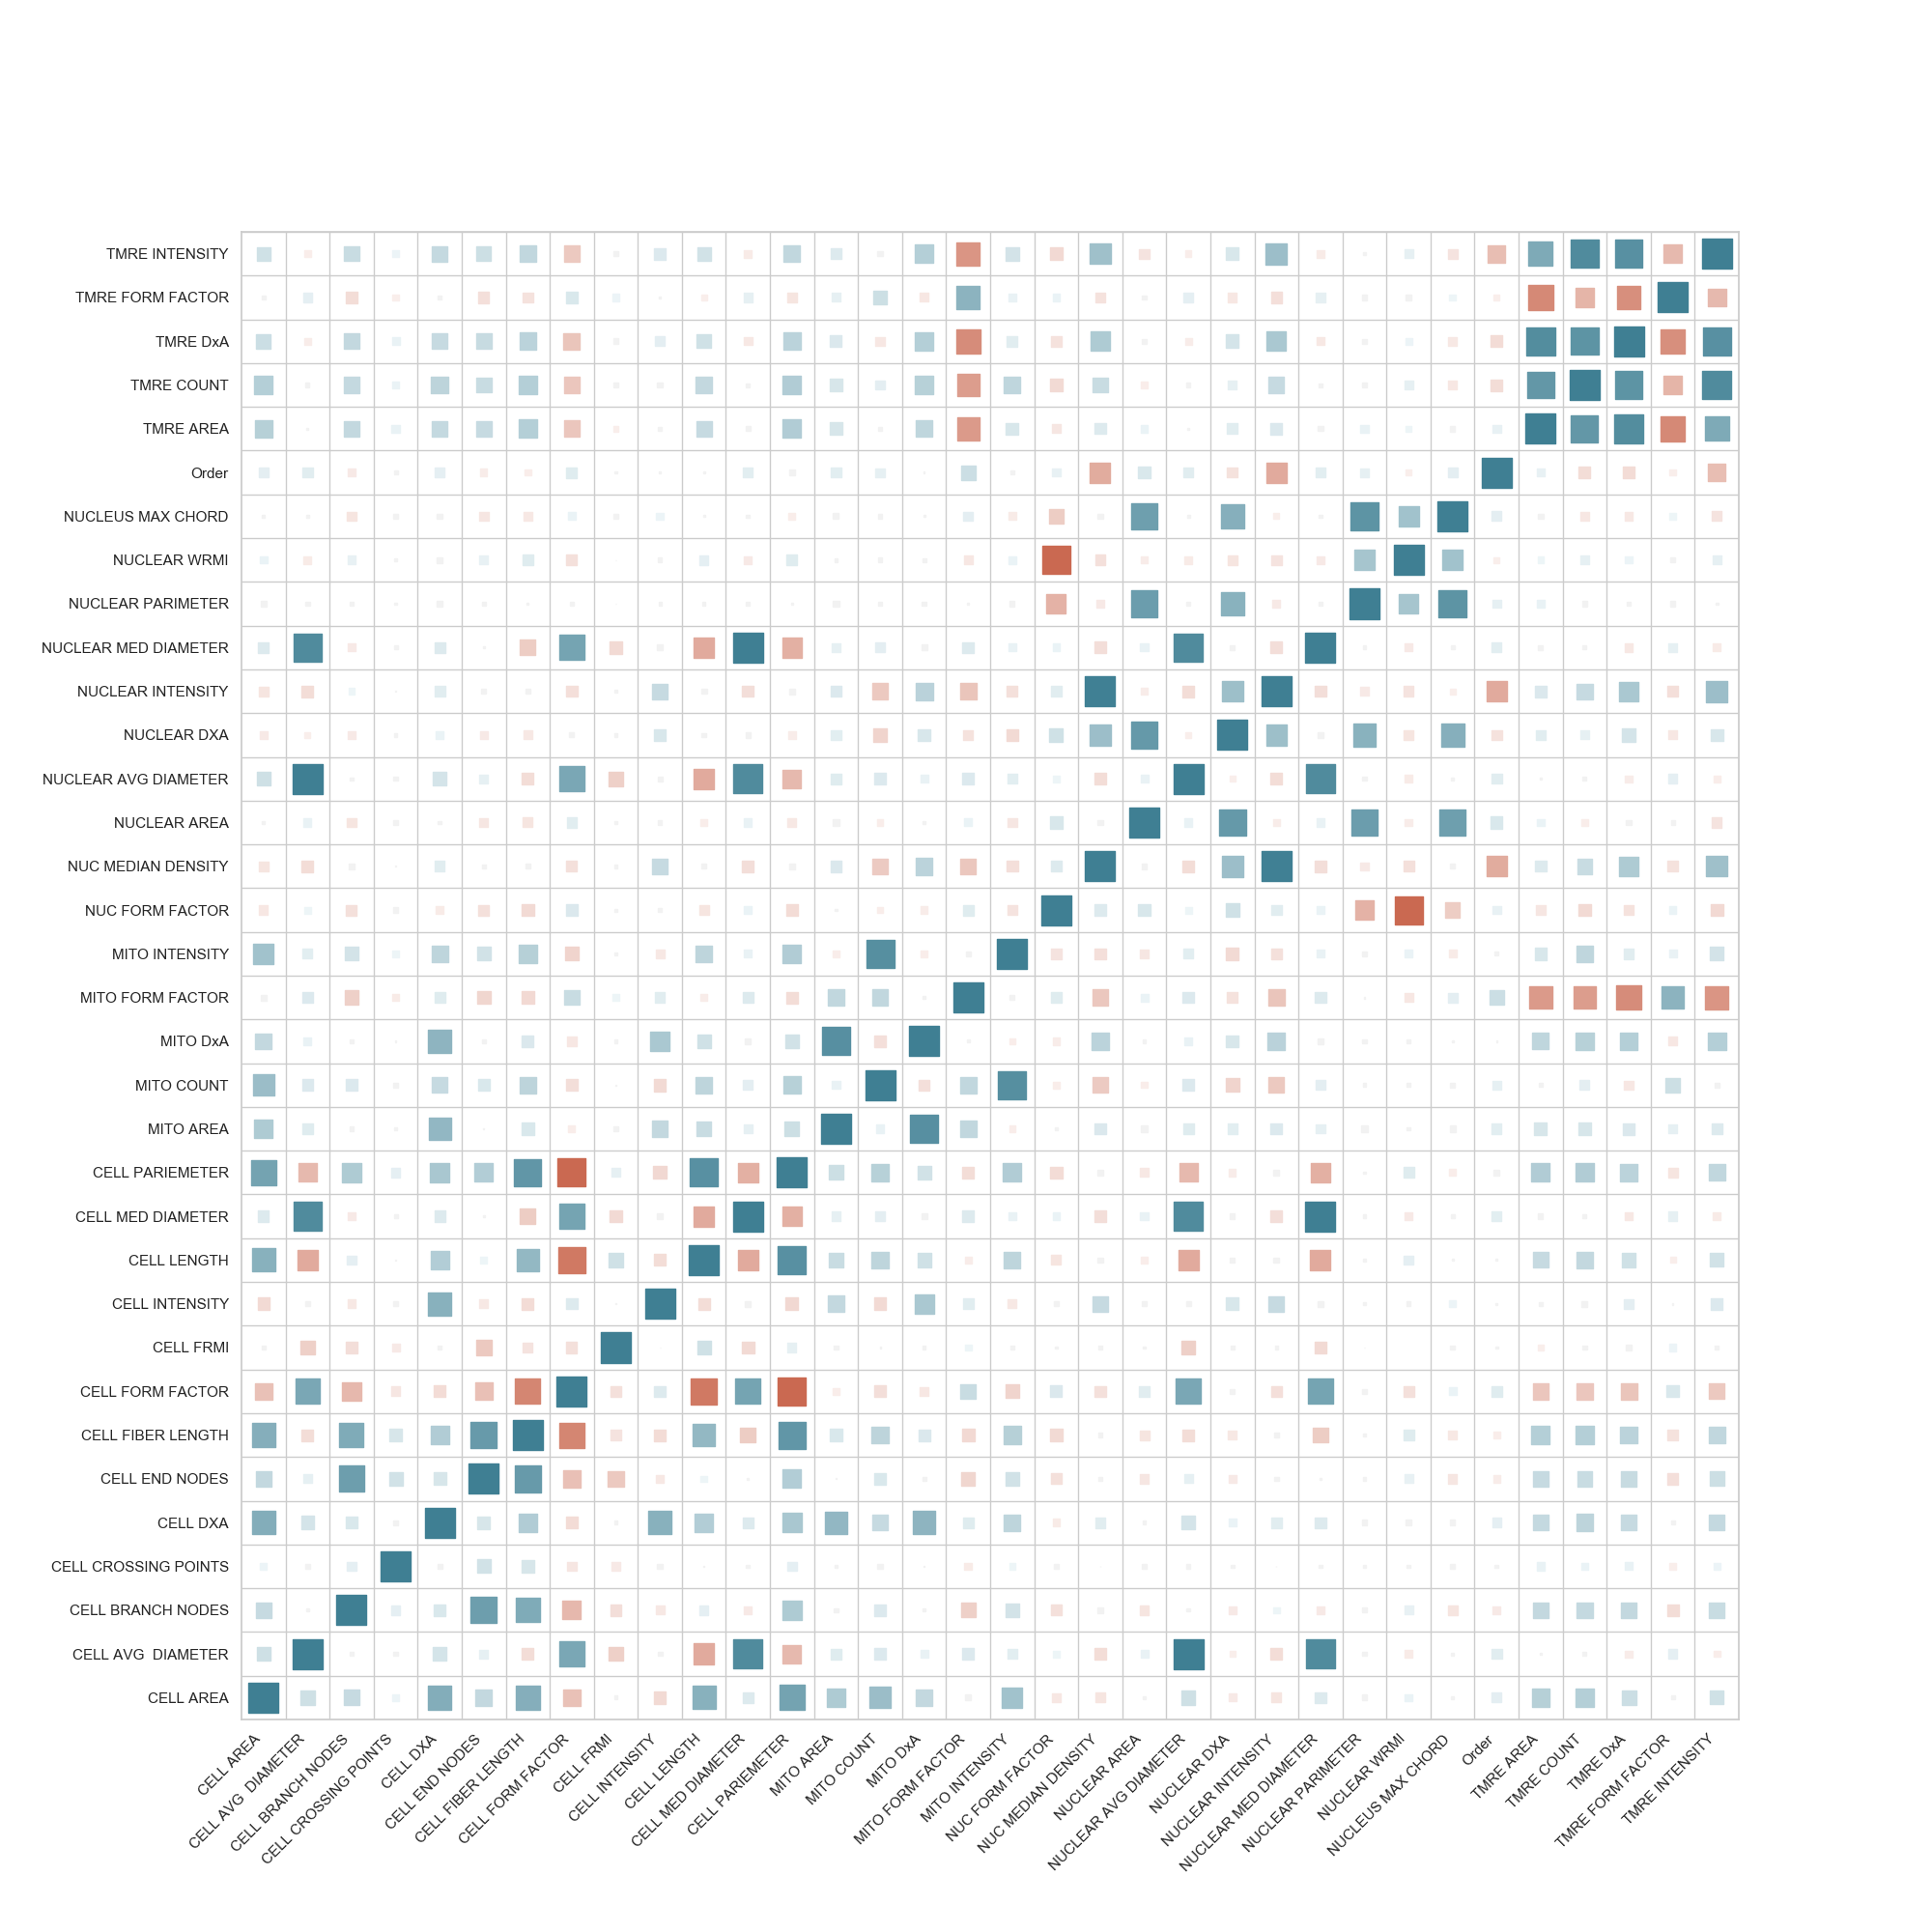 TMRE INTENSITY
TMRE FORM FACTOR
TMRE DxA
TMRE COUNT
TMRE AREA
Order
NUCLEUS MAX CHORD
NUCLEAR WRMI
NUCLEAR PARIMETER
NUCLEAR MED DIAMETER
NUCLEAR INTENSITY
NUCLEAR DXA
NUCLEAR AVG DIAMETER
NUCLEAR AREA
NUC MEDIAN DENSITY
NUC FORM FACTOR
MITO INTENSITY
MITO FORM FACTOR
MITO DxA
MITO COUNT
MITO AREA
CELL PARIEMETER
CELL MED DIAMETER
CELL LENGTH
CELL INTENSITY
CELL FRMI
CELL FORM FACTOR
CELL FIBER LENGTH
CELL END NODES
CELL DXA
CELL CROSSING POINTS
CELL BRANCH NODES
CELL AVG  DIAMETER
CELL AREA
CELL AREA
CELL AVG  DIAMETER
CELL BRANCH NODES
CELL CROSSING POINTS
CELL DXA
CELL END NODES
CELL FIBER LENGTH
CELL FORM FACTOR
CELL FRMI
CELL INTENSITY
CELL LENGTH
CELL MED DIAMETER
CELL PARIEMETER
MITO AREA
MITO COUNT
MITO DxA
MITO FORM FACTOR
MITO INTENSITY
NUC FORM FACTOR
NUC MEDIAN DENSITY
NUCLEAR AREA
NUCLEAR AVG DIAMETER
NUCLEAR DXA
NUCLEAR INTENSITY
NUCLEAR MED DIAMETER
NUCLEAR PARIMETER
NUCLEAR WRMI
NUCLEUS MAX CHORD
Order
TMRE AREA
TMRE COUNT
TMRE DxA
TMRE FORM FACTOR
TMRE INTENSITY